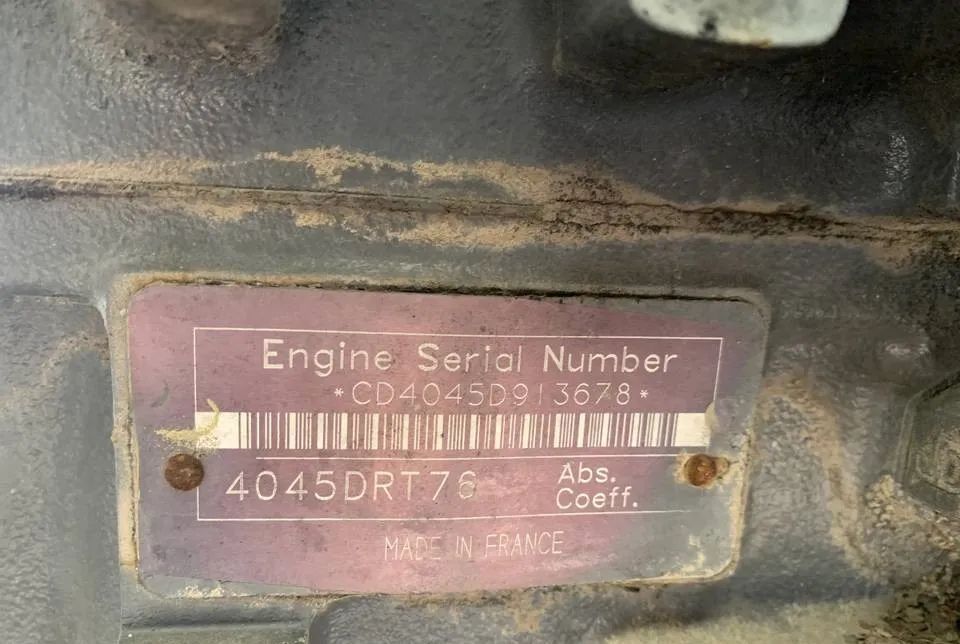 Engine Serial Number
*CD4045D913678*
4045DRT76
Abs.
Coeff.
MADE IN FRANCE